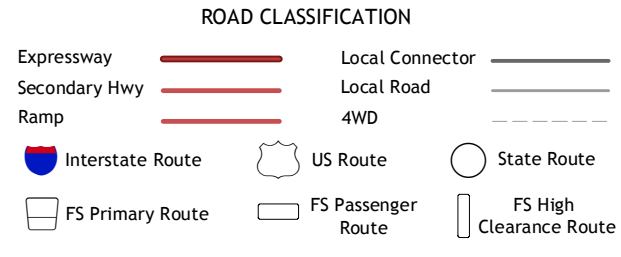 ROAD CLASSIFICATION
Expressway
Local Connector
Secondary Hwy
Local Road
Ramp
4WD
Interstate Route
US Route
State Route
FS Primary Route
FS Passenger
Route
FS High
Clearance Route